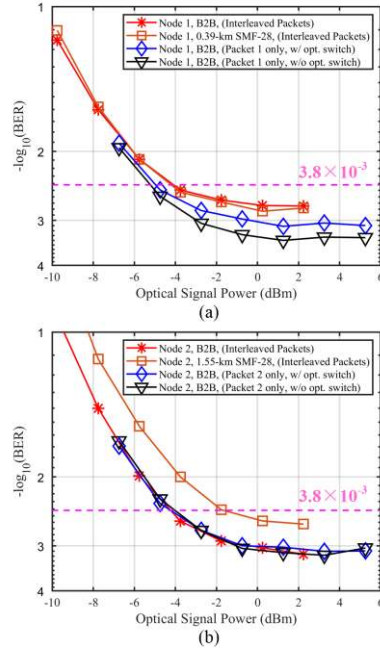 1
Node 1, B2B, (Interleaved Packets)
Node 1, 0.39-km SMF-28, (Interleaved Packets)
Node 1, B2B, (Packet 1 only, w/ opt. switch)
Node 1, B2B, (Packet 1 only, w/o opt. switch)
-log10(BER)
2
3.8×10⁻³
3
4
-10 -8 -6 -4 -2 0 2 4 6
Optical Signal Power (dBm)
(a)
1
Node 2, B2B, (Interleaved Packets)
Node 2, 1.55-km SMF-28, (Interleaved Packets)
Node 2, B2B, (Packet 2 only, w/ opt. switch)
Node 2, B2B, (Packet 2 only, w/o opt. switch)
-log10(BER)
2
3.8×10⁻³
3
4
-10 -8 -6 -4 -2 0 2 4 6
Optical Signal Power (dBm)
(b)